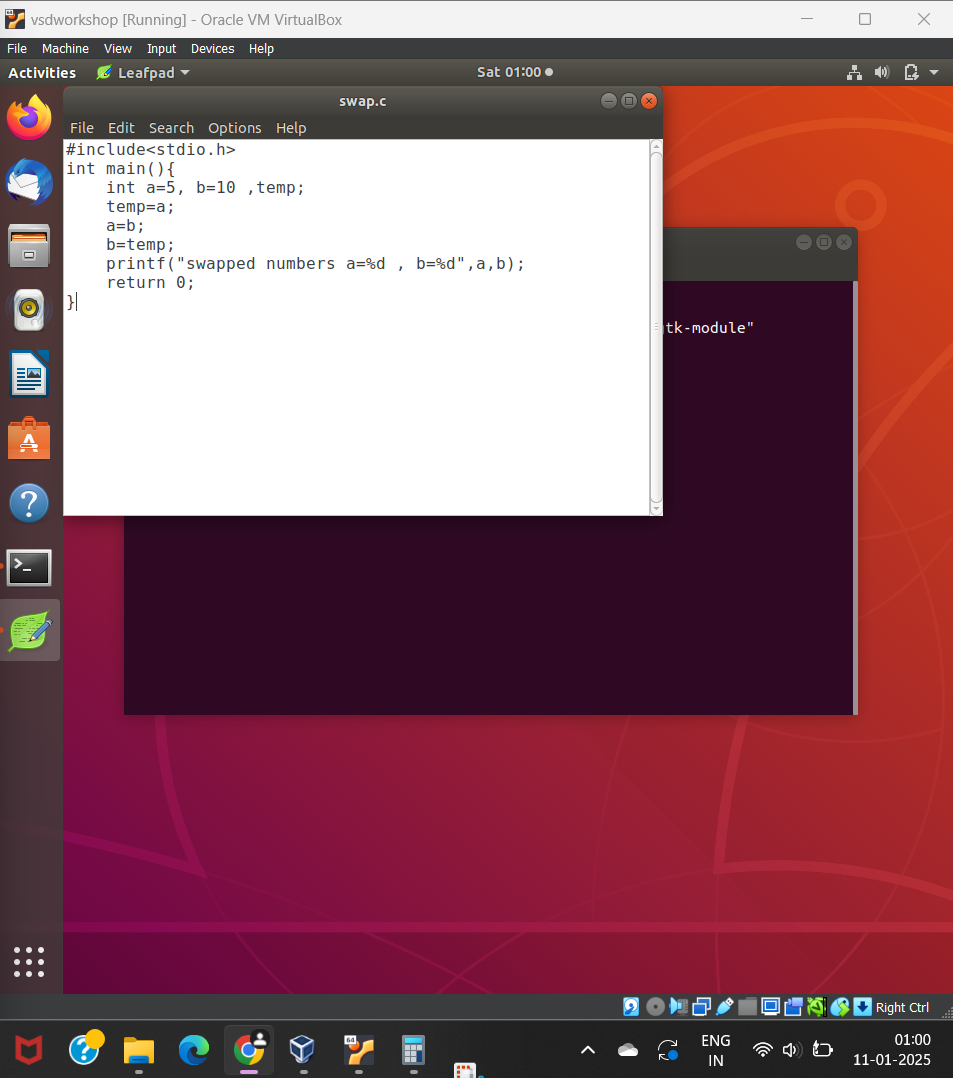 vsdworkshop [Running] - Oracle VM VirtualBox
File Machine View Input Devices Help
Activities Leafpad Sat 01:00
swap.c
File Edit Search Options Help
#include<stdio.h>
int main(){
    int a=5, b=10 ,temp;
    temp=a;
    a=b;
    b=temp;
    printf("swapped numbers a=%d , b=%d",a,b);
    return 0;
}
tk-module"
Right Ctrl
64
ENG
IN
01:00
11-01-2025